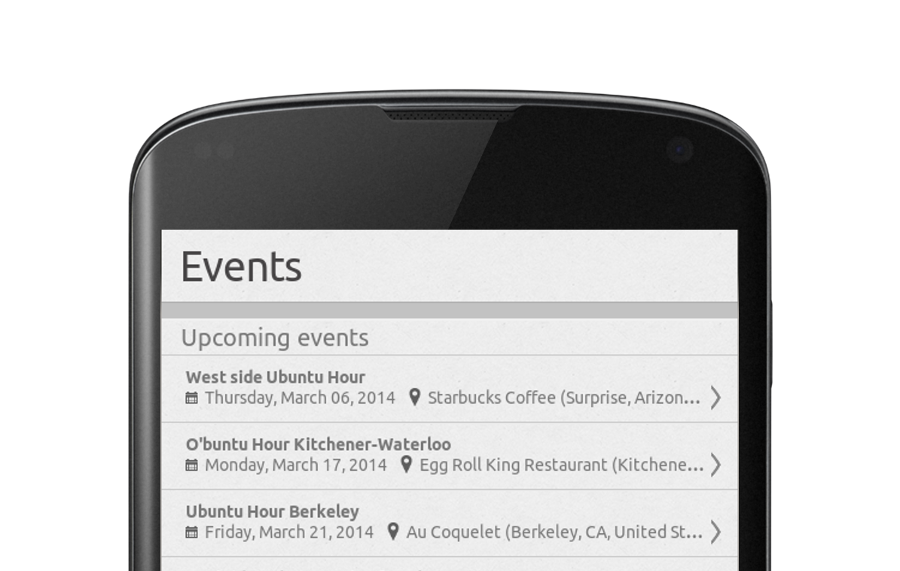 Events
Upcoming events
West side Ubuntu Hour
Thursday, March 06, 2014 Starbucks Coffee (Surprise, Arizon...
O'buntu Hour Kitchener-Waterloo
Monday, March 17, 2014 Egg Roll King Restaurant (Kitchene...
Ubuntu Hour Berkeley
Friday, March 21, 2014 Au Coquelet (Berkeley, CA, United St...